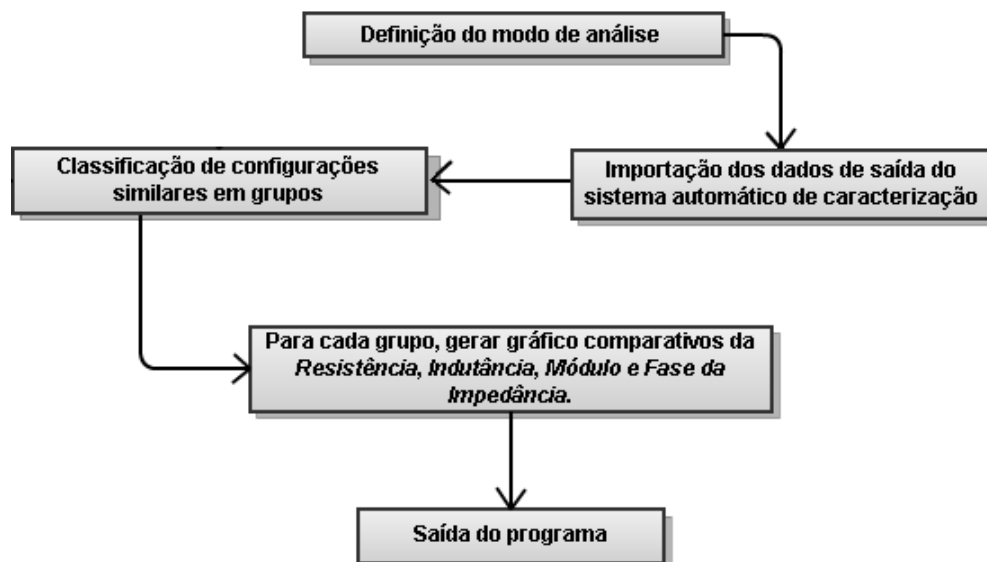 Definição do modo de análise
Importação dos dados de saída do
sistema automático de caracterização
Classificação de configurações
similares em grupos
Para cada grupo, gerar gráfico comparativos da
Resistência, Indutância, Módulo e Fase da
Impedância.
Saída do programa